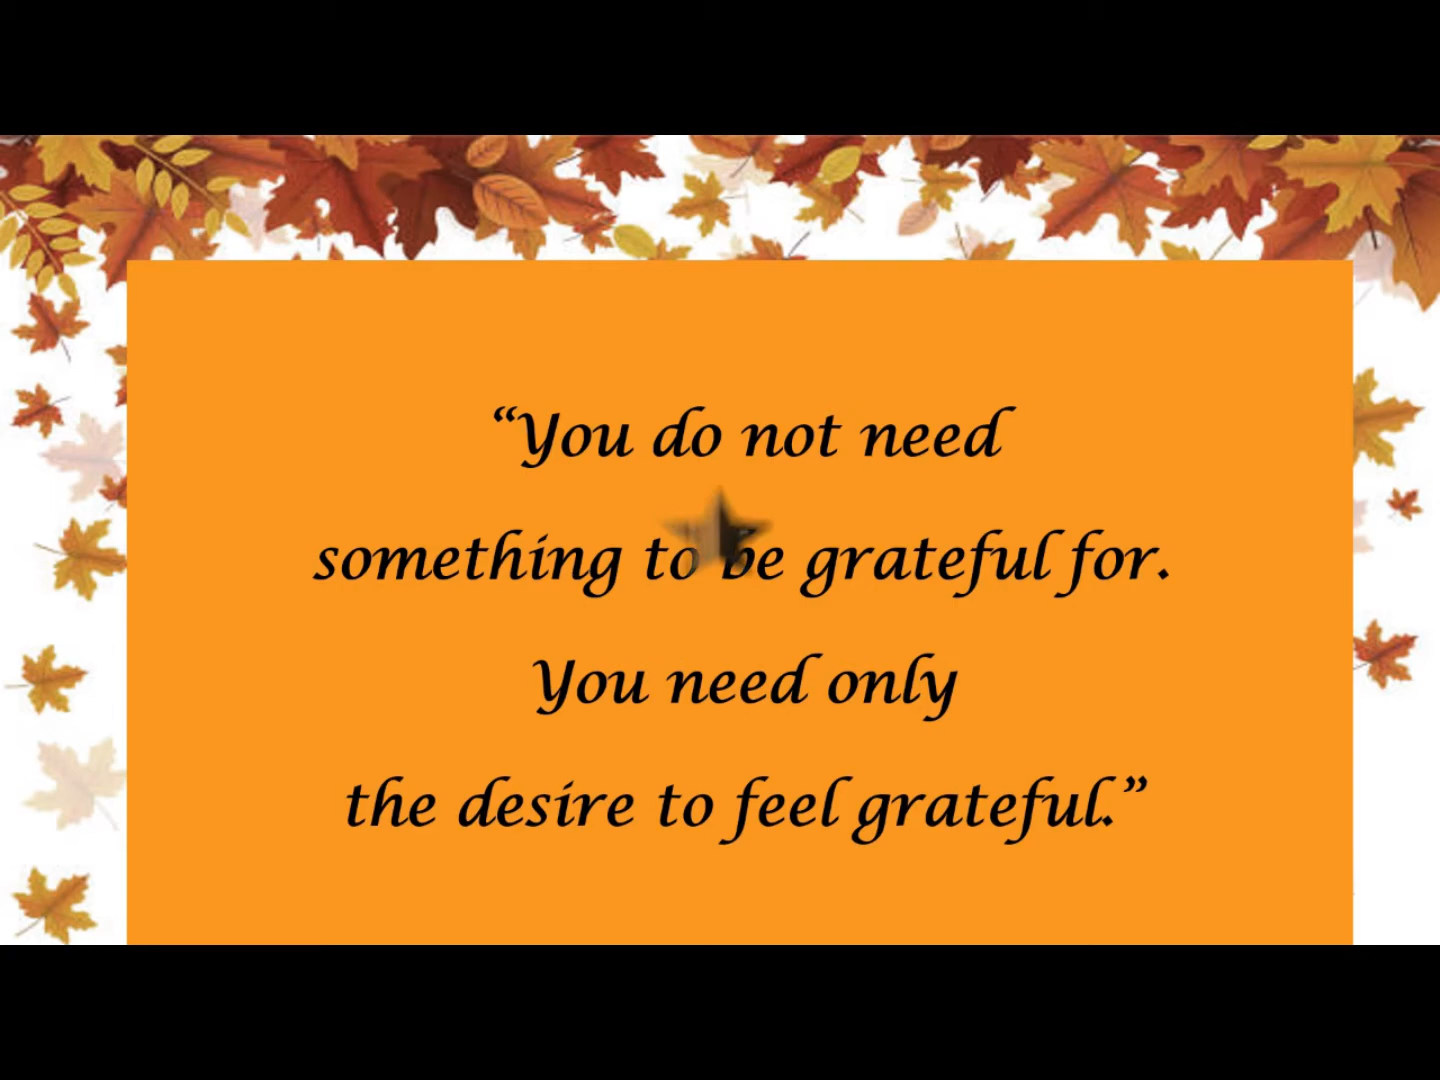 “You do not need
something to be grateful for.
You need only
the desire to feel grateful.”